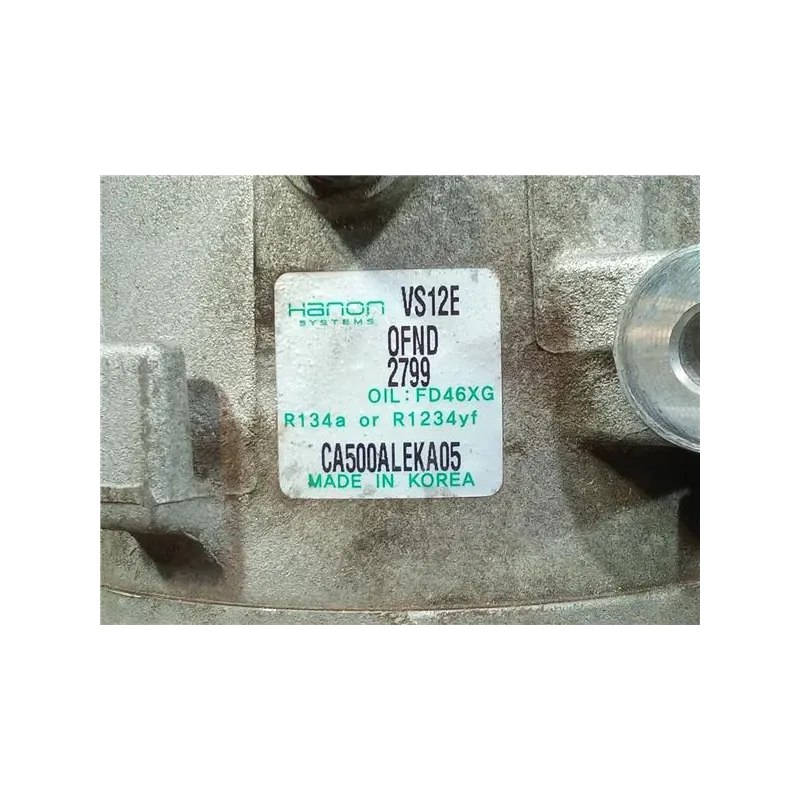 Hanon VS12E
SYSTEMS
0FND
2799
OIL: FD46XG
R134a or R1234yf
CA500ALEKA05
MADE IN KOREA